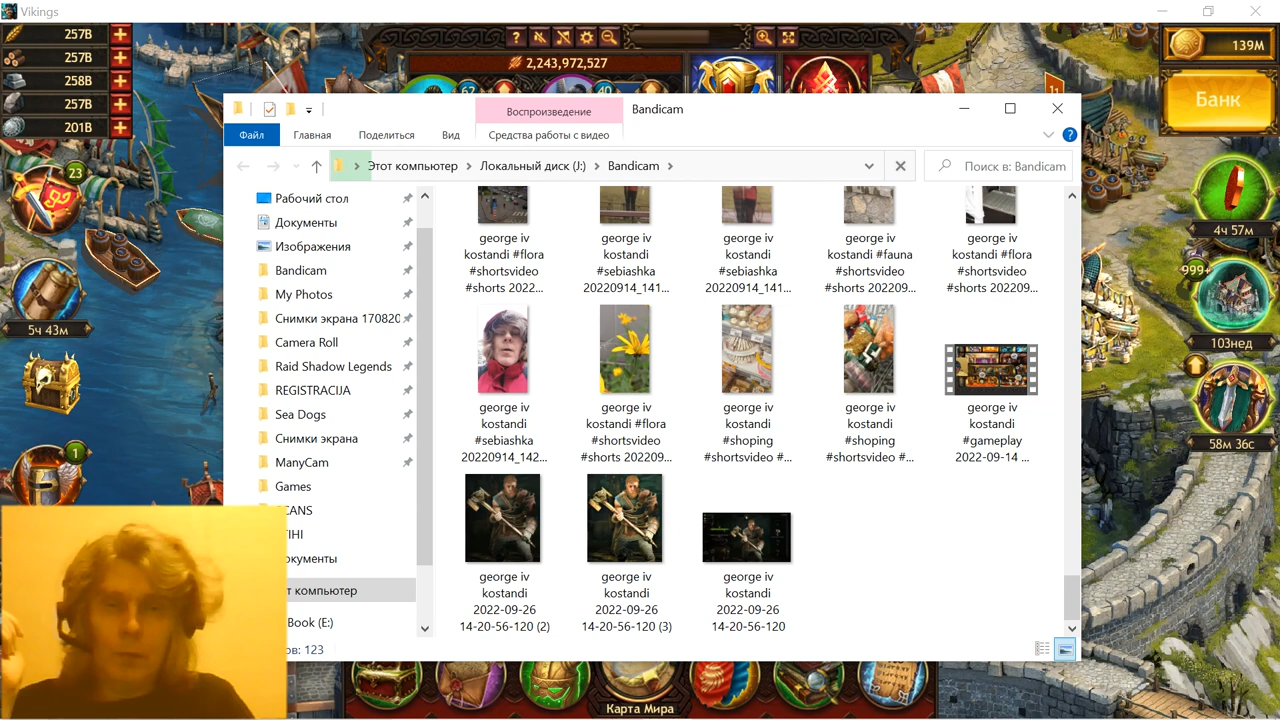 Vikings
257B
257B
258B
257B
201B
2,243,972,527
139M
Банк
62
40
23
5ч 43м
1
4ч 57м
999+
103нед
58м 36с
Карта Мира
Воспроизведение
Bandicam
Файл
Главная
Поделиться
Вид
Средства работы с видео
Этот компьютер
Локальный диск (J:)
Bandicam
Поиск в: Bandicam
Рабочий стол
Документы
Изображения
Bandicam
My Photos
Снимки экрана 170820
Camera Roll
Raid Shadow Legends
REGISTRACIJA
Sea Dogs
Снимки экрана
ManyCam
Games
CANS
IHI
окументы
т компьютер
Book (E:)
ов: 123
george iv
kostandi #flora
#shortsvideo
#shorts 2022...
george iv
kostandi
#sebiashka
20220914_141...
george iv
kostandi
#sebiashka
20220914_141...
george iv
kostandi #fauna
#shortsvideo
#shorts 202209...
george iv
kostandi #flora
#shortsvideo
#shorts 202209...
george iv
kostandi
#sebiashka
20220914_142...
george iv
kostandi #flora
#shortsvideo
#shorts 202209...
george iv
kostandi
#shoping
#shortsvideo #...
george iv
kostandi
#shoping
#shortsvideo #...
george iv
kostandi
#gameplay
2022-09-14 ...
george iv
kostandi
2022-09-26
14-20-56-120 (2)
george iv
kostandi
2022-09-26
14-20-56-120 (3)
george iv
kostandi
2022-09-26
14-20-56-120